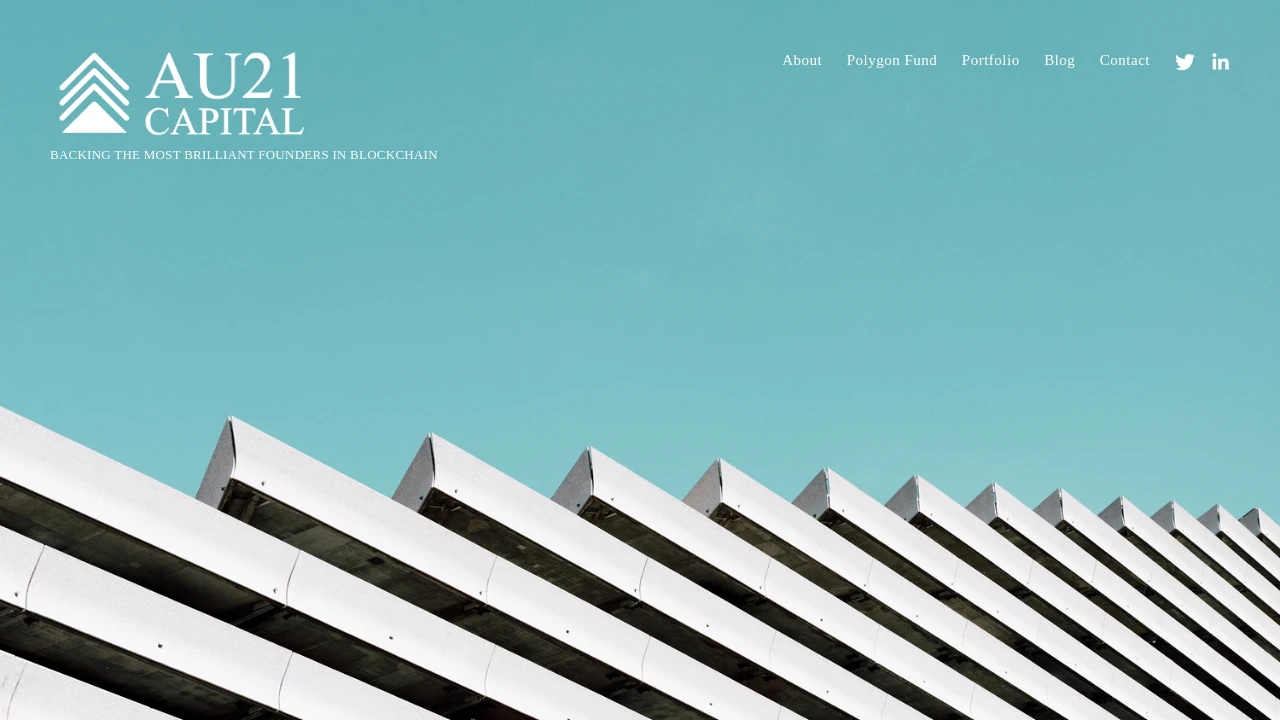 AU21
CAPITAL
BACKING THE MOST BRILLIANT FOUNDERS IN BLOCKCHAIN
About
Polygon Fund
Portfolio
Blog
Contact